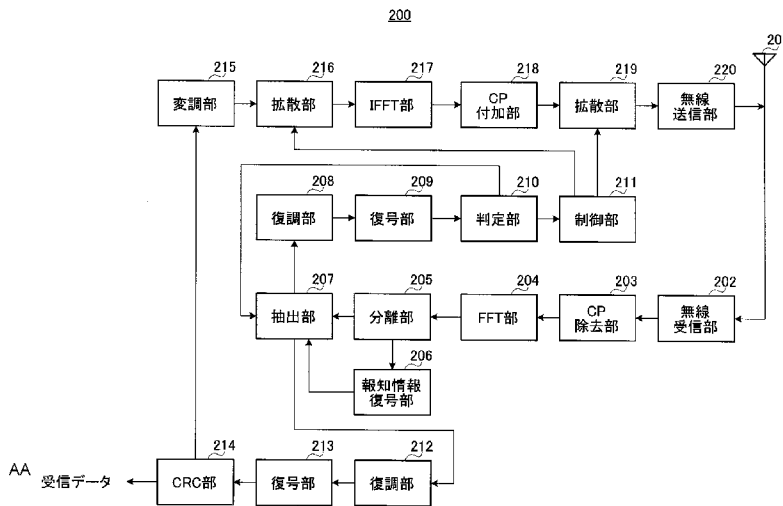 200
215
216
217
218
219
220
20
変調部
拡散部
IFFT部
CP
付加部
拡散部
無線
送信部
208
209
210
211
復調部
復号部
判定部
制御部
207
205
204
203
202
抽出部
分離部
FFT部
CP
除去部
無線
受信部
206
報知情報
復号部
214
213
212
AA
受信データ
CRC部
復号部
復調部